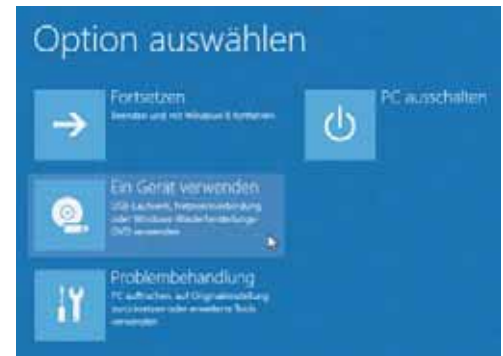 Option auswählen
Fortsetzen
Beenden und mit Windows 8 fortfahren
PC ausschalten
Ein Gerät verwenden
USB-Laufwerk, Netzwerkverbindung
oder Windows-Wiederherstellungs-
DVD verwenden
Problembehandlung
PC auffrischen, auf Originaleinstellung
zurücksetzen oder erweiterte Tools
verwenden